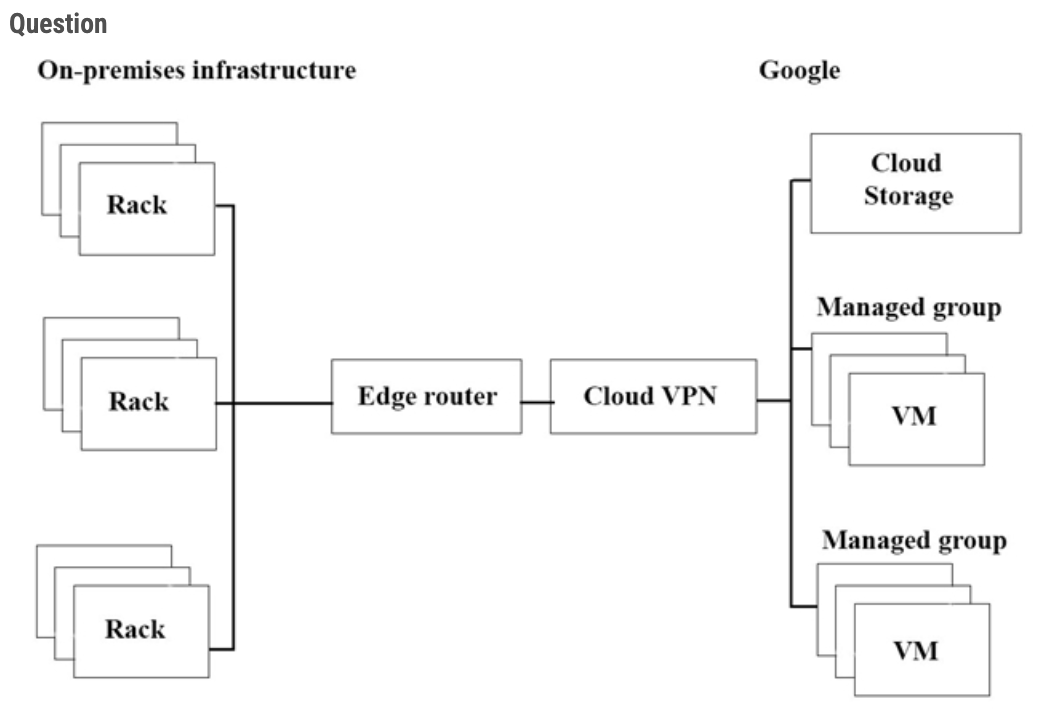 Question
On-premises infrastructure
Google
Rack
Rack
Rack
Edge router
Cloud VPN
Cloud
Storage
Managed group
VM
Managed group
VM